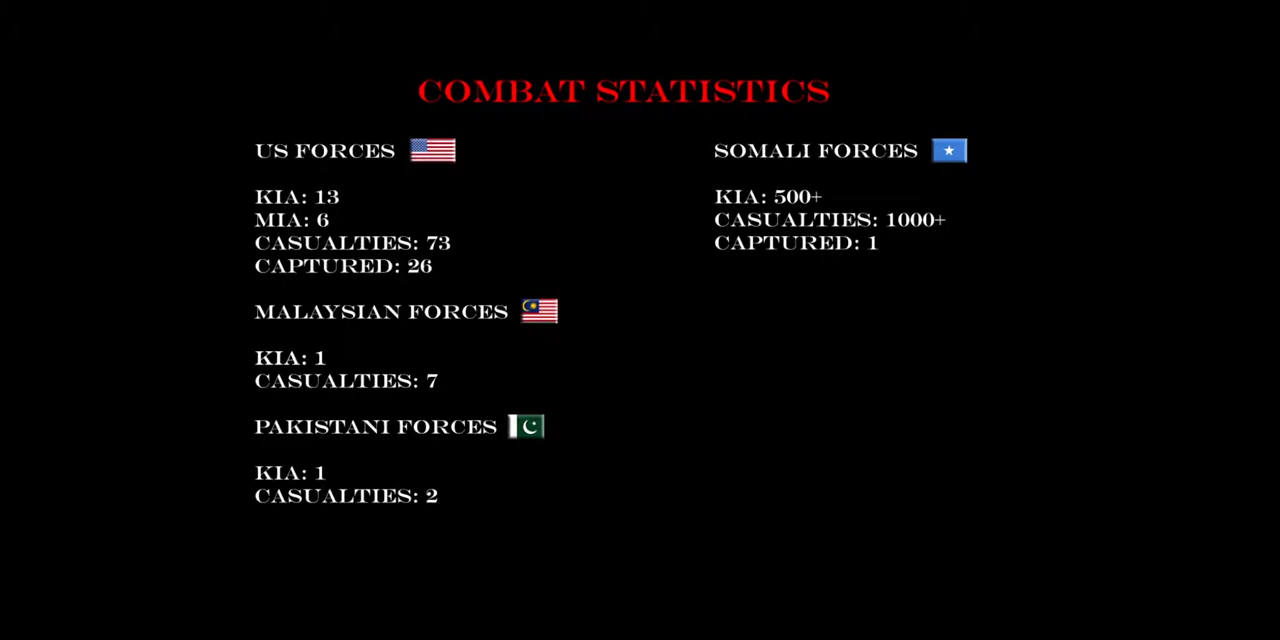 COMBAT STATISTICS
US FORCES
KIA: 13
MIA: 6
CASUALTIES: 73
CAPTURED: 26
MALAYSIAN FORCES
KIA: 1
CASUALTIES: 7
PAKISTANI FORCES
KIA: 1
CASUALTIES: 2
SOMALI FORCES
KIA: 500+
CASUALTIES: 1000+
CAPTURED: 1